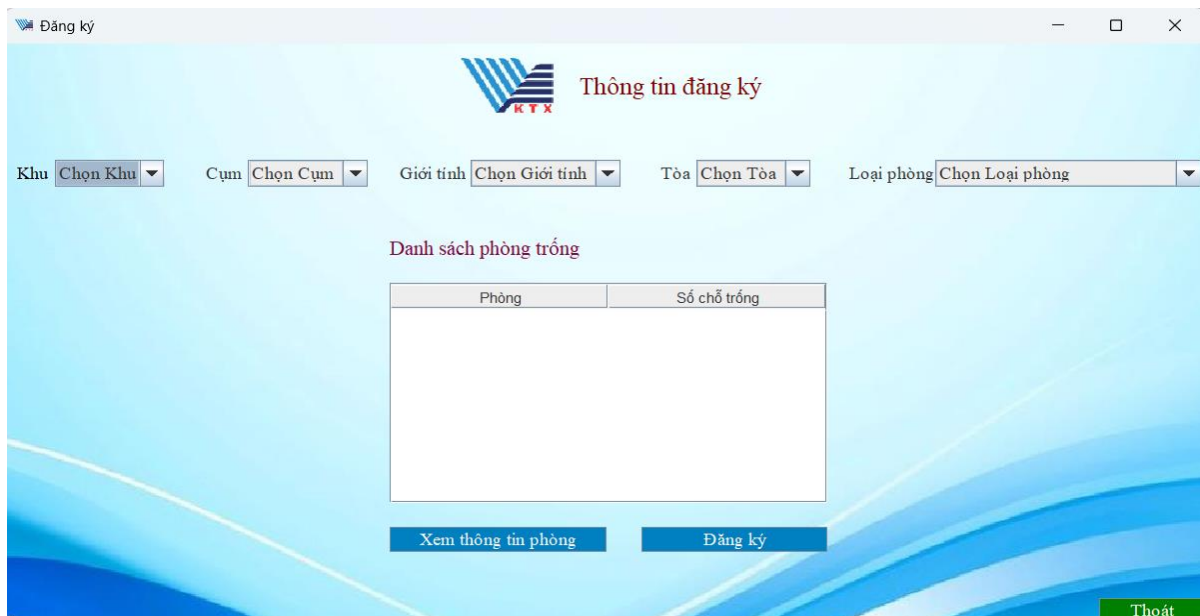 Đăng ký
KTX
Thông tin đăng ký
Khu Chọn Khu Cụm Chọn Cụm Giới tính Chọn Giới tính Tòa Chọn Tòa Loại phòng Chọn Loại phòng
Danh sách phòng trống
Phòng Số chỗ trống
Xem thông tin phòng Đăng ký
Thoát